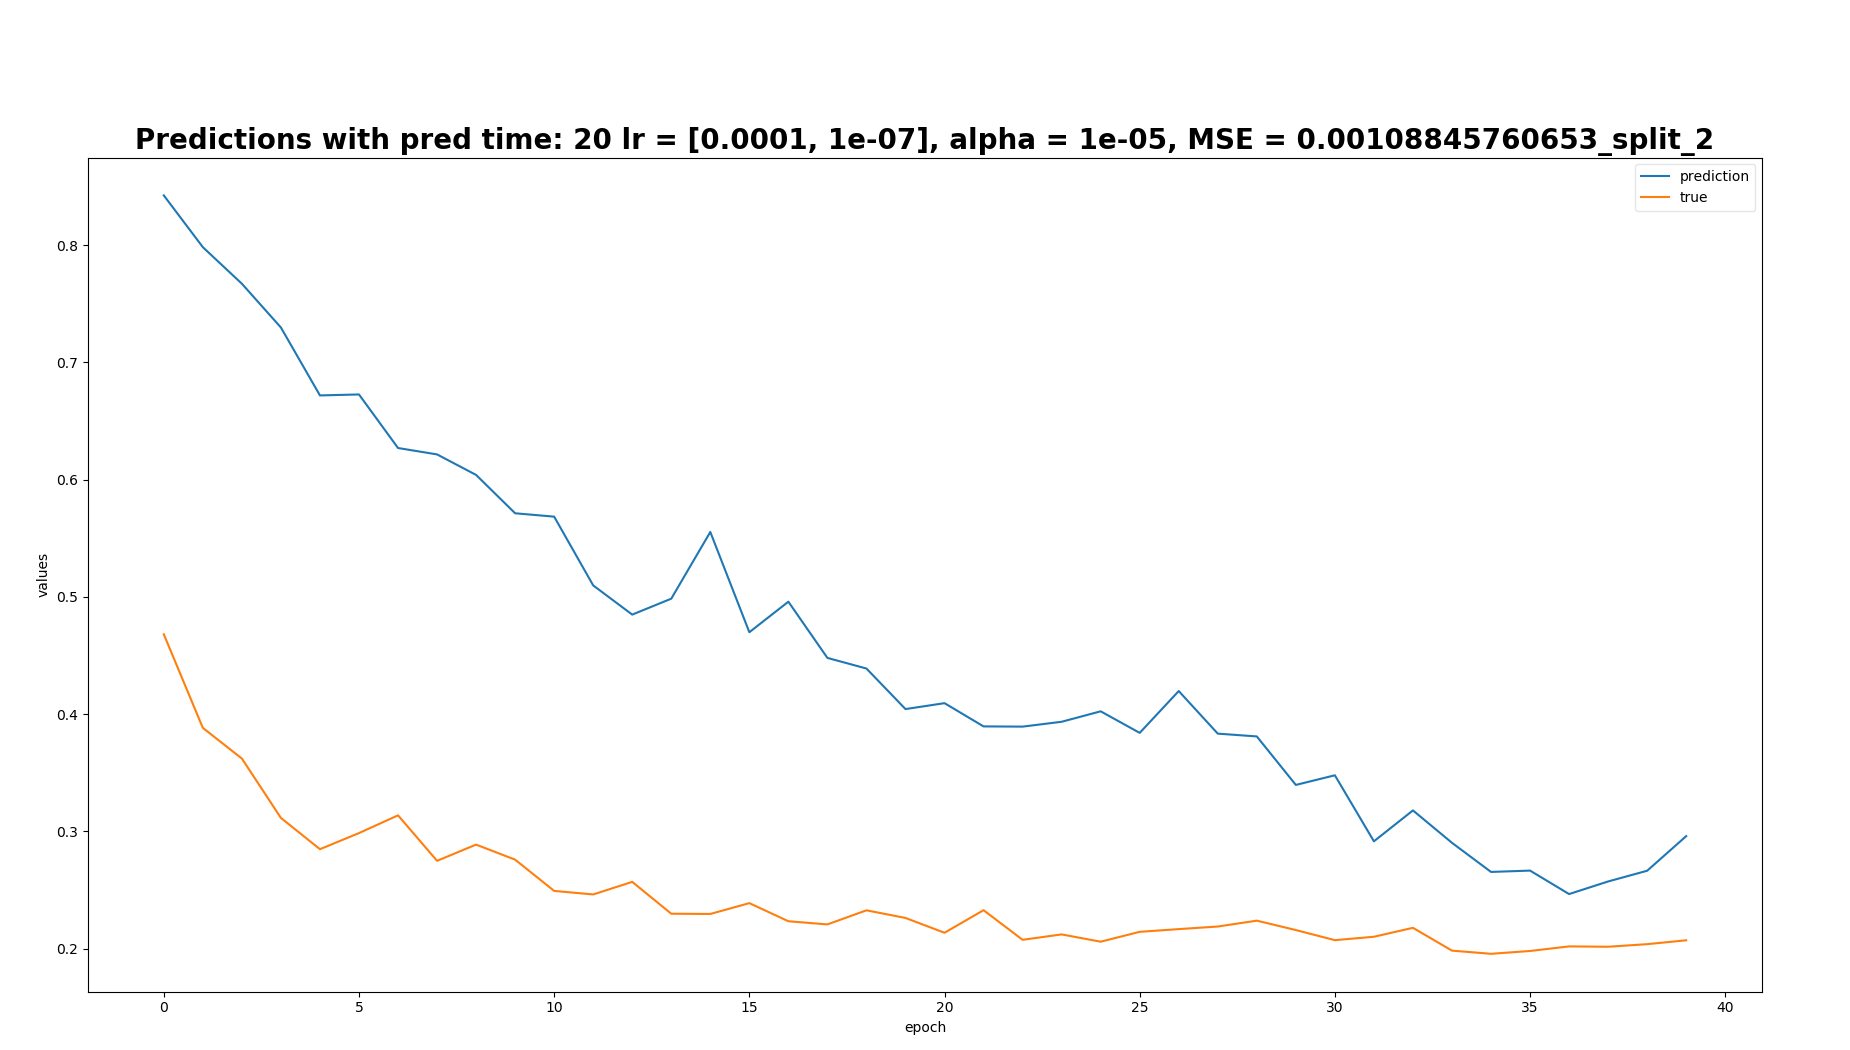 Predictions with pred time: 20 lr = [0.0001, 1e-07], alpha = 1e-05, MSE = 0.00108845760653_split_2
prediction
true
values
0.8
0.7
0.6
0.5
0.4
0.3
0.2
0 5 10 15 20 25 30 35 40
epoch